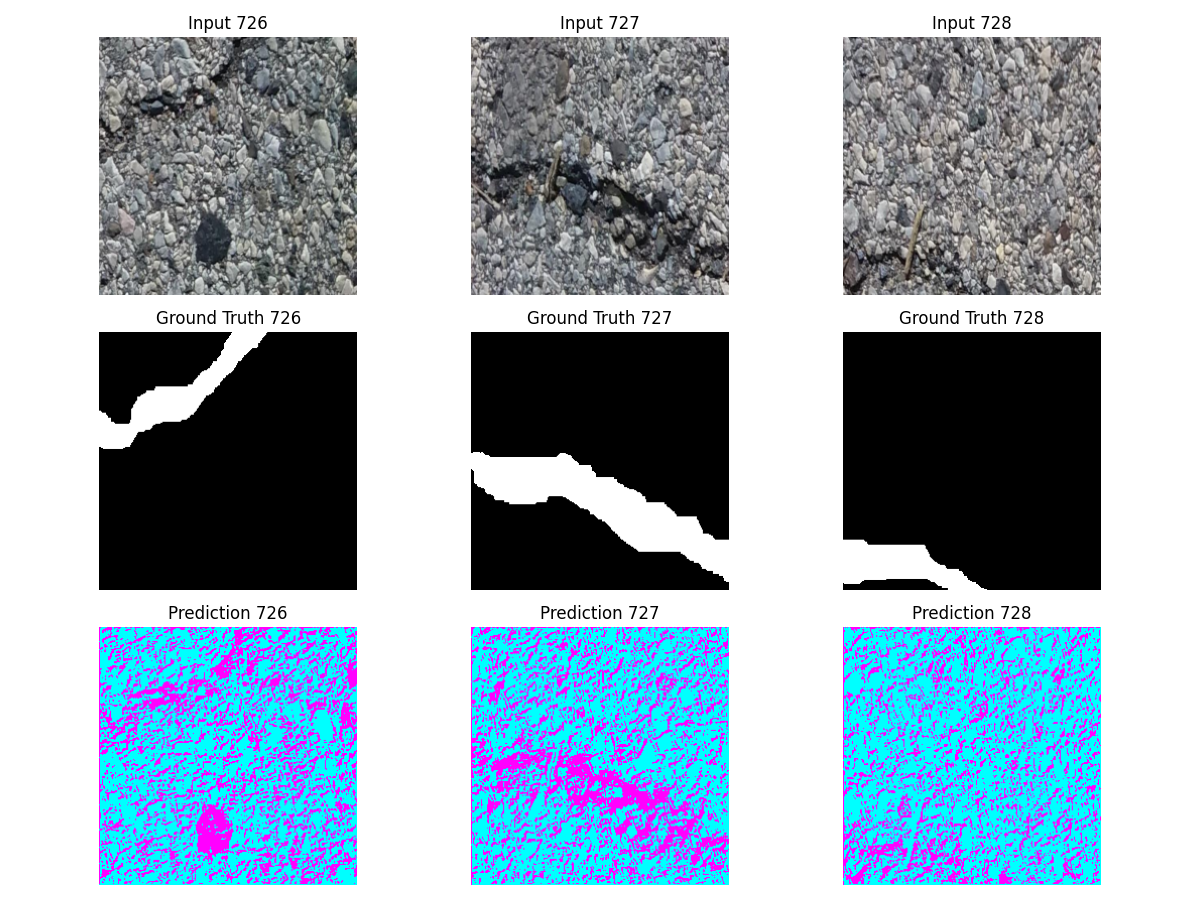 Input 726
Input 727
Input 728
Ground Truth 726
Ground Truth 727
Ground Truth 728
Prediction 726
Prediction 727
Prediction 728